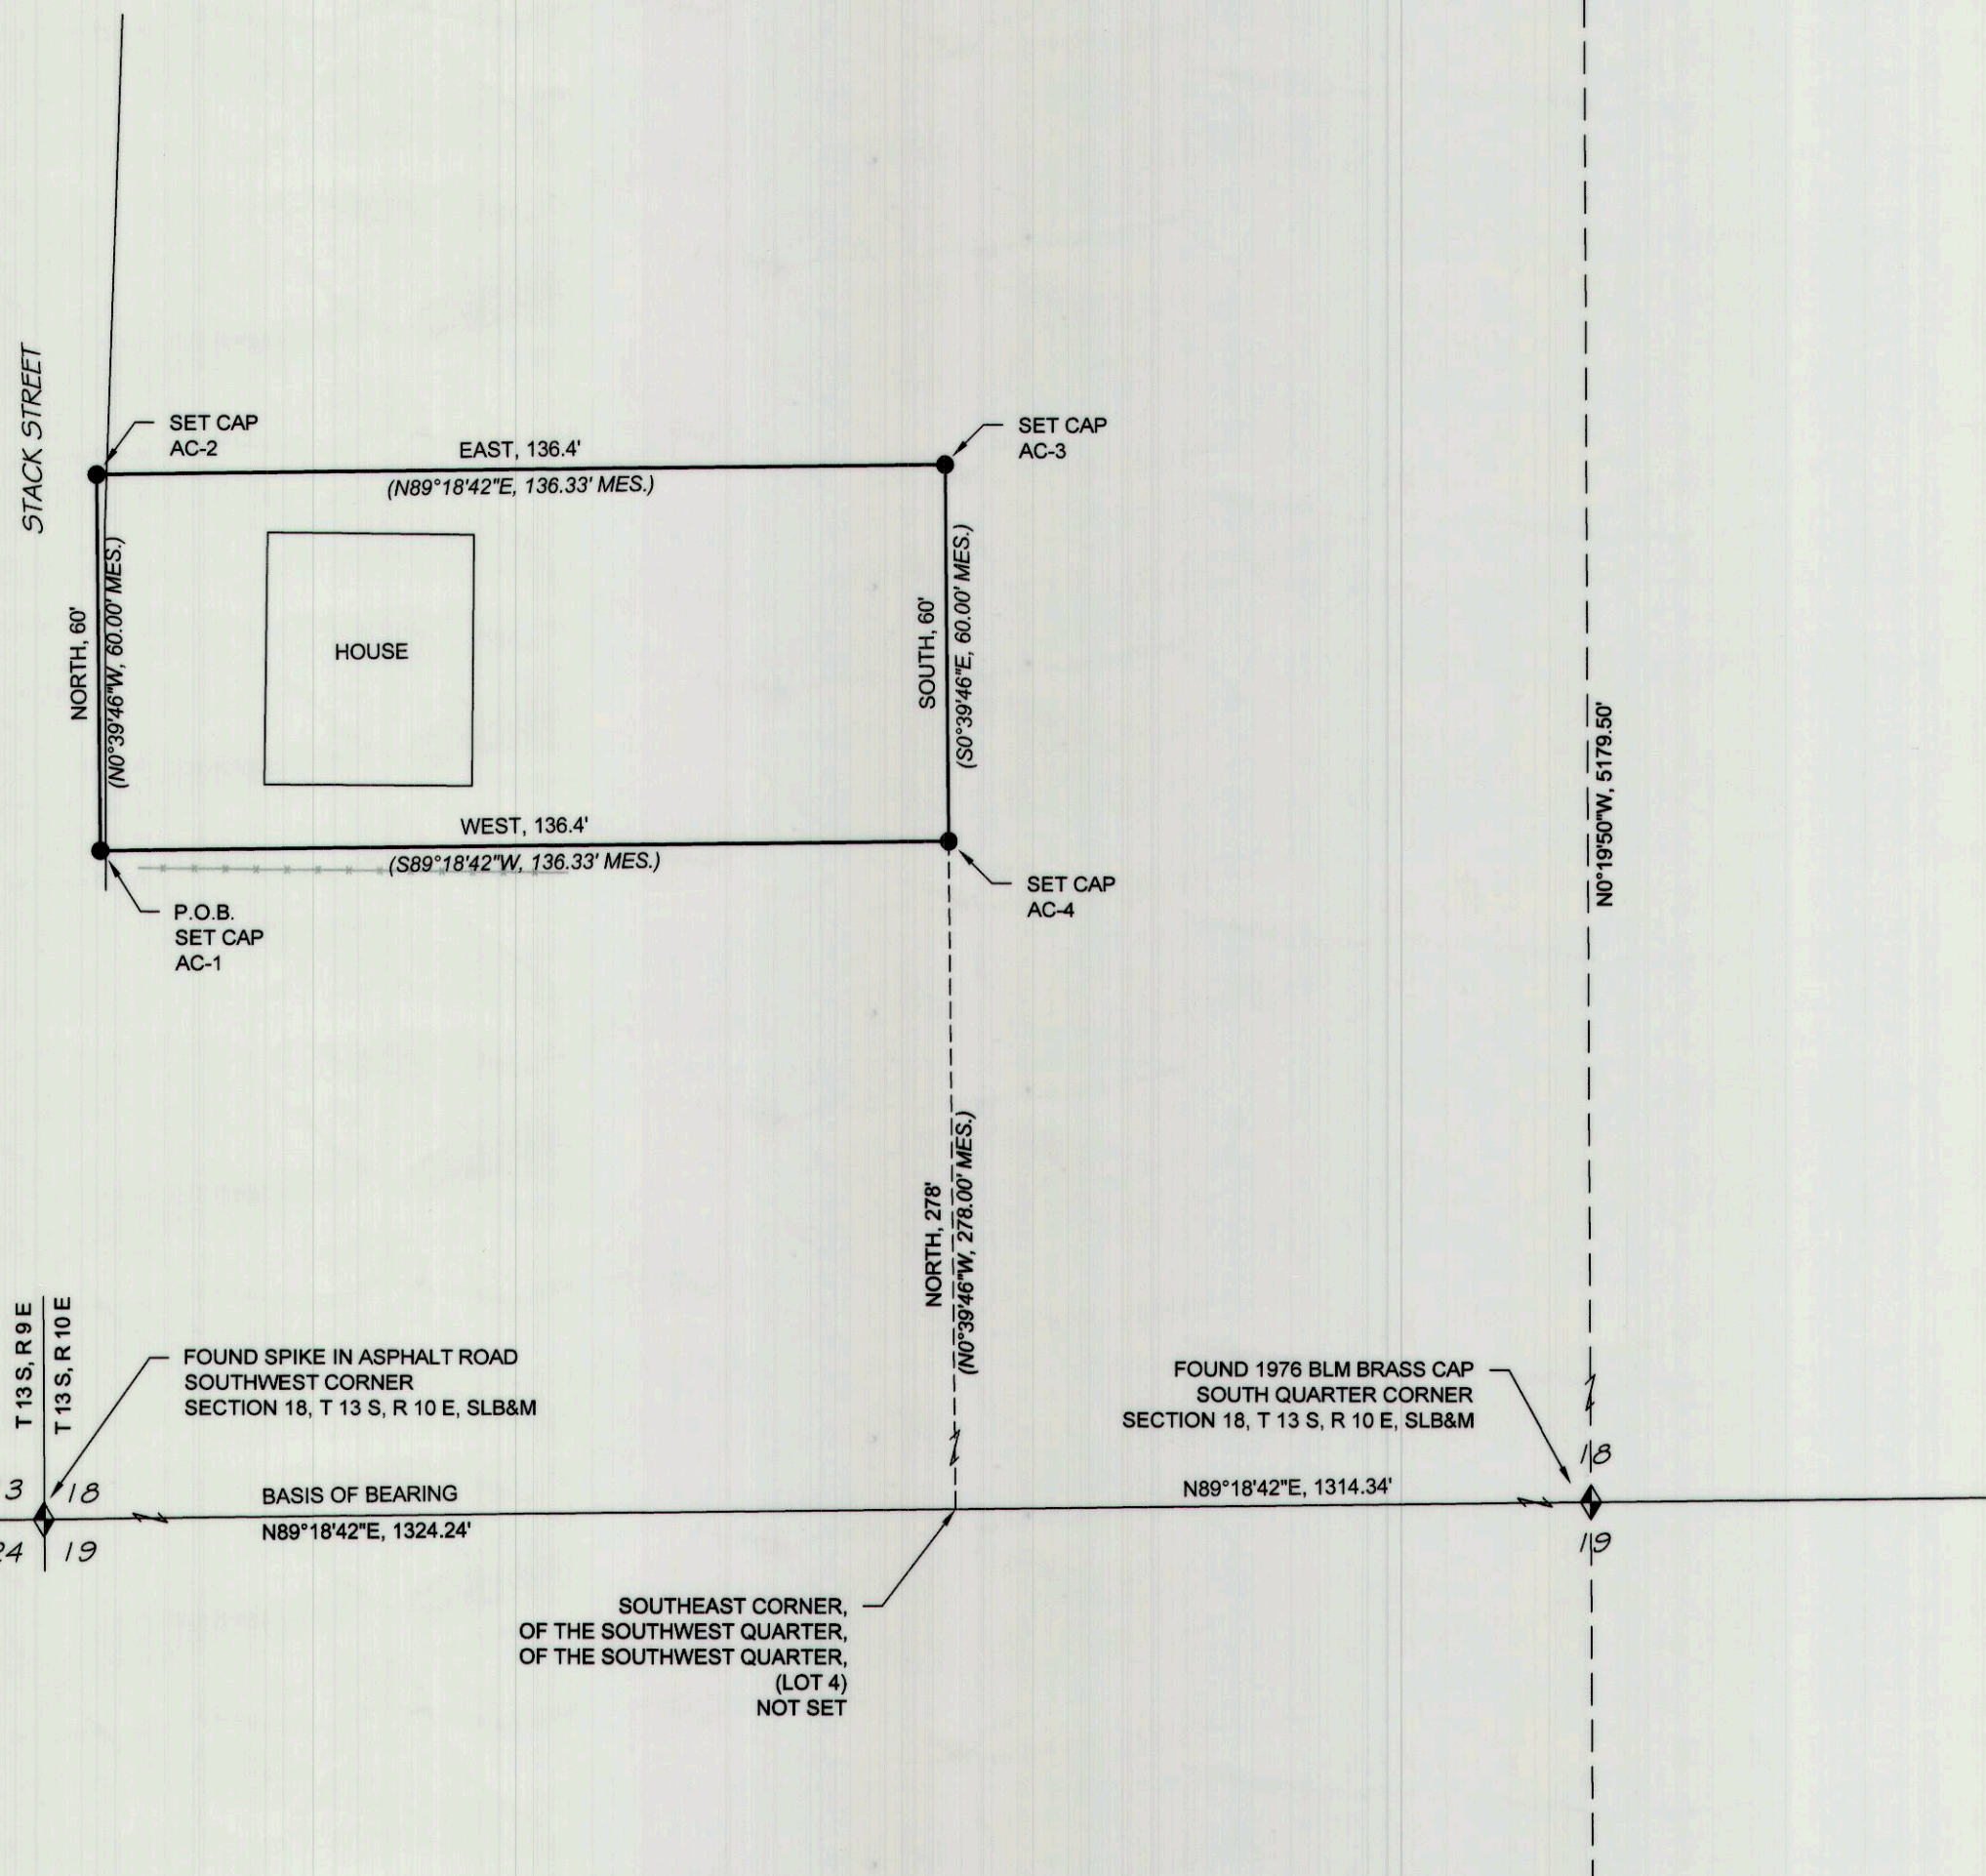 STACK STREET
SET CAP
AC-2
EAST, 136.4'
(N89°18'42"E, 136.33' MES.)
SET CAP
AC-3
NORTH, 60'
(N0°39'46"W, 60.00' MES.)
HOUSE
SOUTH, 60'
(S0°39'46"E, 60.00' MES.)
N0°19'50"W, 5179.50'
WEST, 136.4'
(S89°18'42"W, 136.33' MES.)
P.O.B.
SET CAP
AC-1
SET CAP
AC-4
NORTH, 278'
(N0°39'46"W, 278.00' MES.)
T 13 S, R 9 E
T 13 S, R 10 E
FOUND SPIKE IN ASPHALT ROAD
SOUTHWEST CORNER
SECTION 18, T 13 S, R 10 E, SLB&M
FOUND 1976 BLM BRASS CAP
SOUTH QUARTER CORNER
SECTION 18, T 13 S, R 10 E, SLB&M
3 18
18
BASIS OF BEARING
N89°18'42"E, 1324.24'
N89°18'42"E, 1314.34'
24 19
19
SOUTHEAST CORNER,
OF THE SOUTHWEST QUARTER,
OF THE SOUTHWEST QUARTER,
(LOT 4)
NOT SET